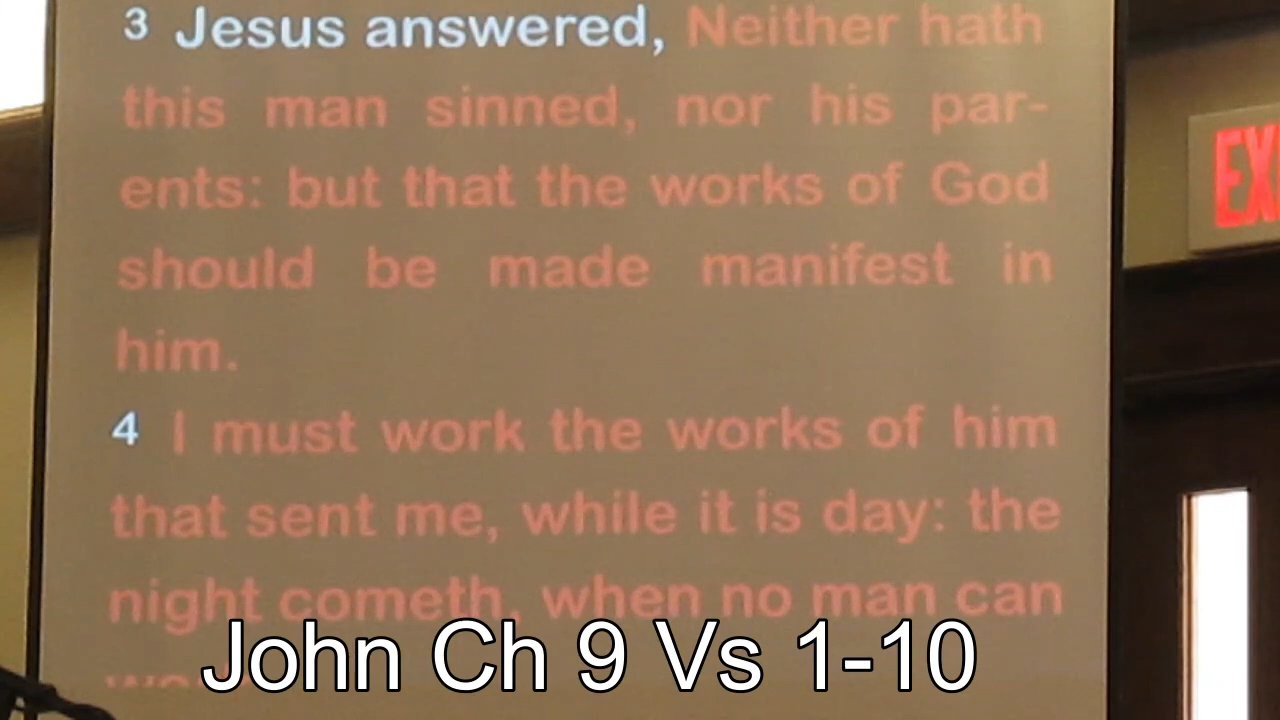 3 Jesus answered, Neither hath
this man sinned, nor his par-
ents: but that the works of God
should be made manifest in
him.
4 I must work the works of him
that sent me, while it is day: the
night cometh, when no man can
John Ch 9 Vs 1-10